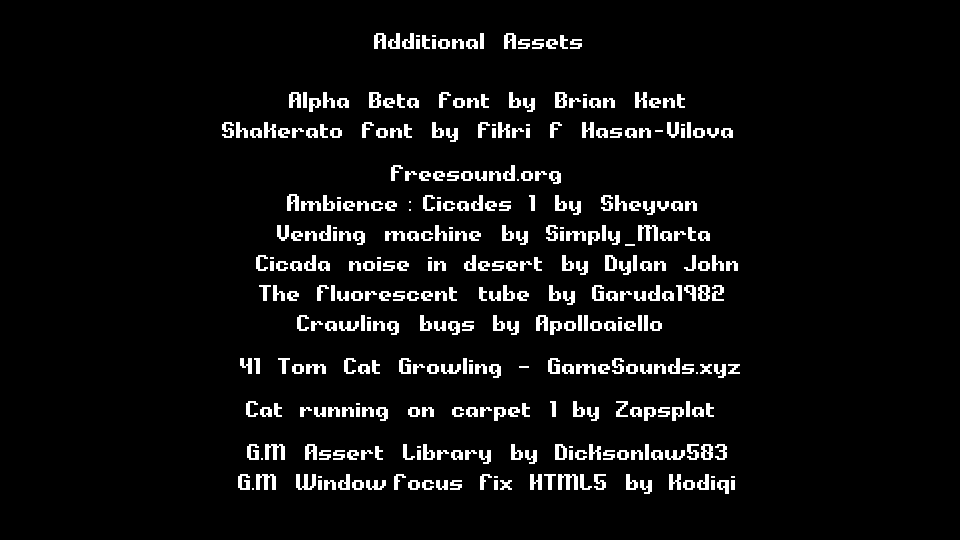 Additional Assets
Alpha Beta font by Brian Kent
Shakerato font by fikri f Hasan-Vilova
freesound.org
Ambience : Cicades 1 by Sheyvan
Vending machine by Simply_Marta
Cicada noise in desert by Dylan John
The fluorescent tube by Garuda1982
Crawling bugs by Apolloaiello
41 Tom Cat Growling - GameSounds.xyz
Cat running on carpet 1 by Zapsplat
G.M Assert Library by Dicksonlaw583
G.M Window focus fix HTML5 by Kodiqi